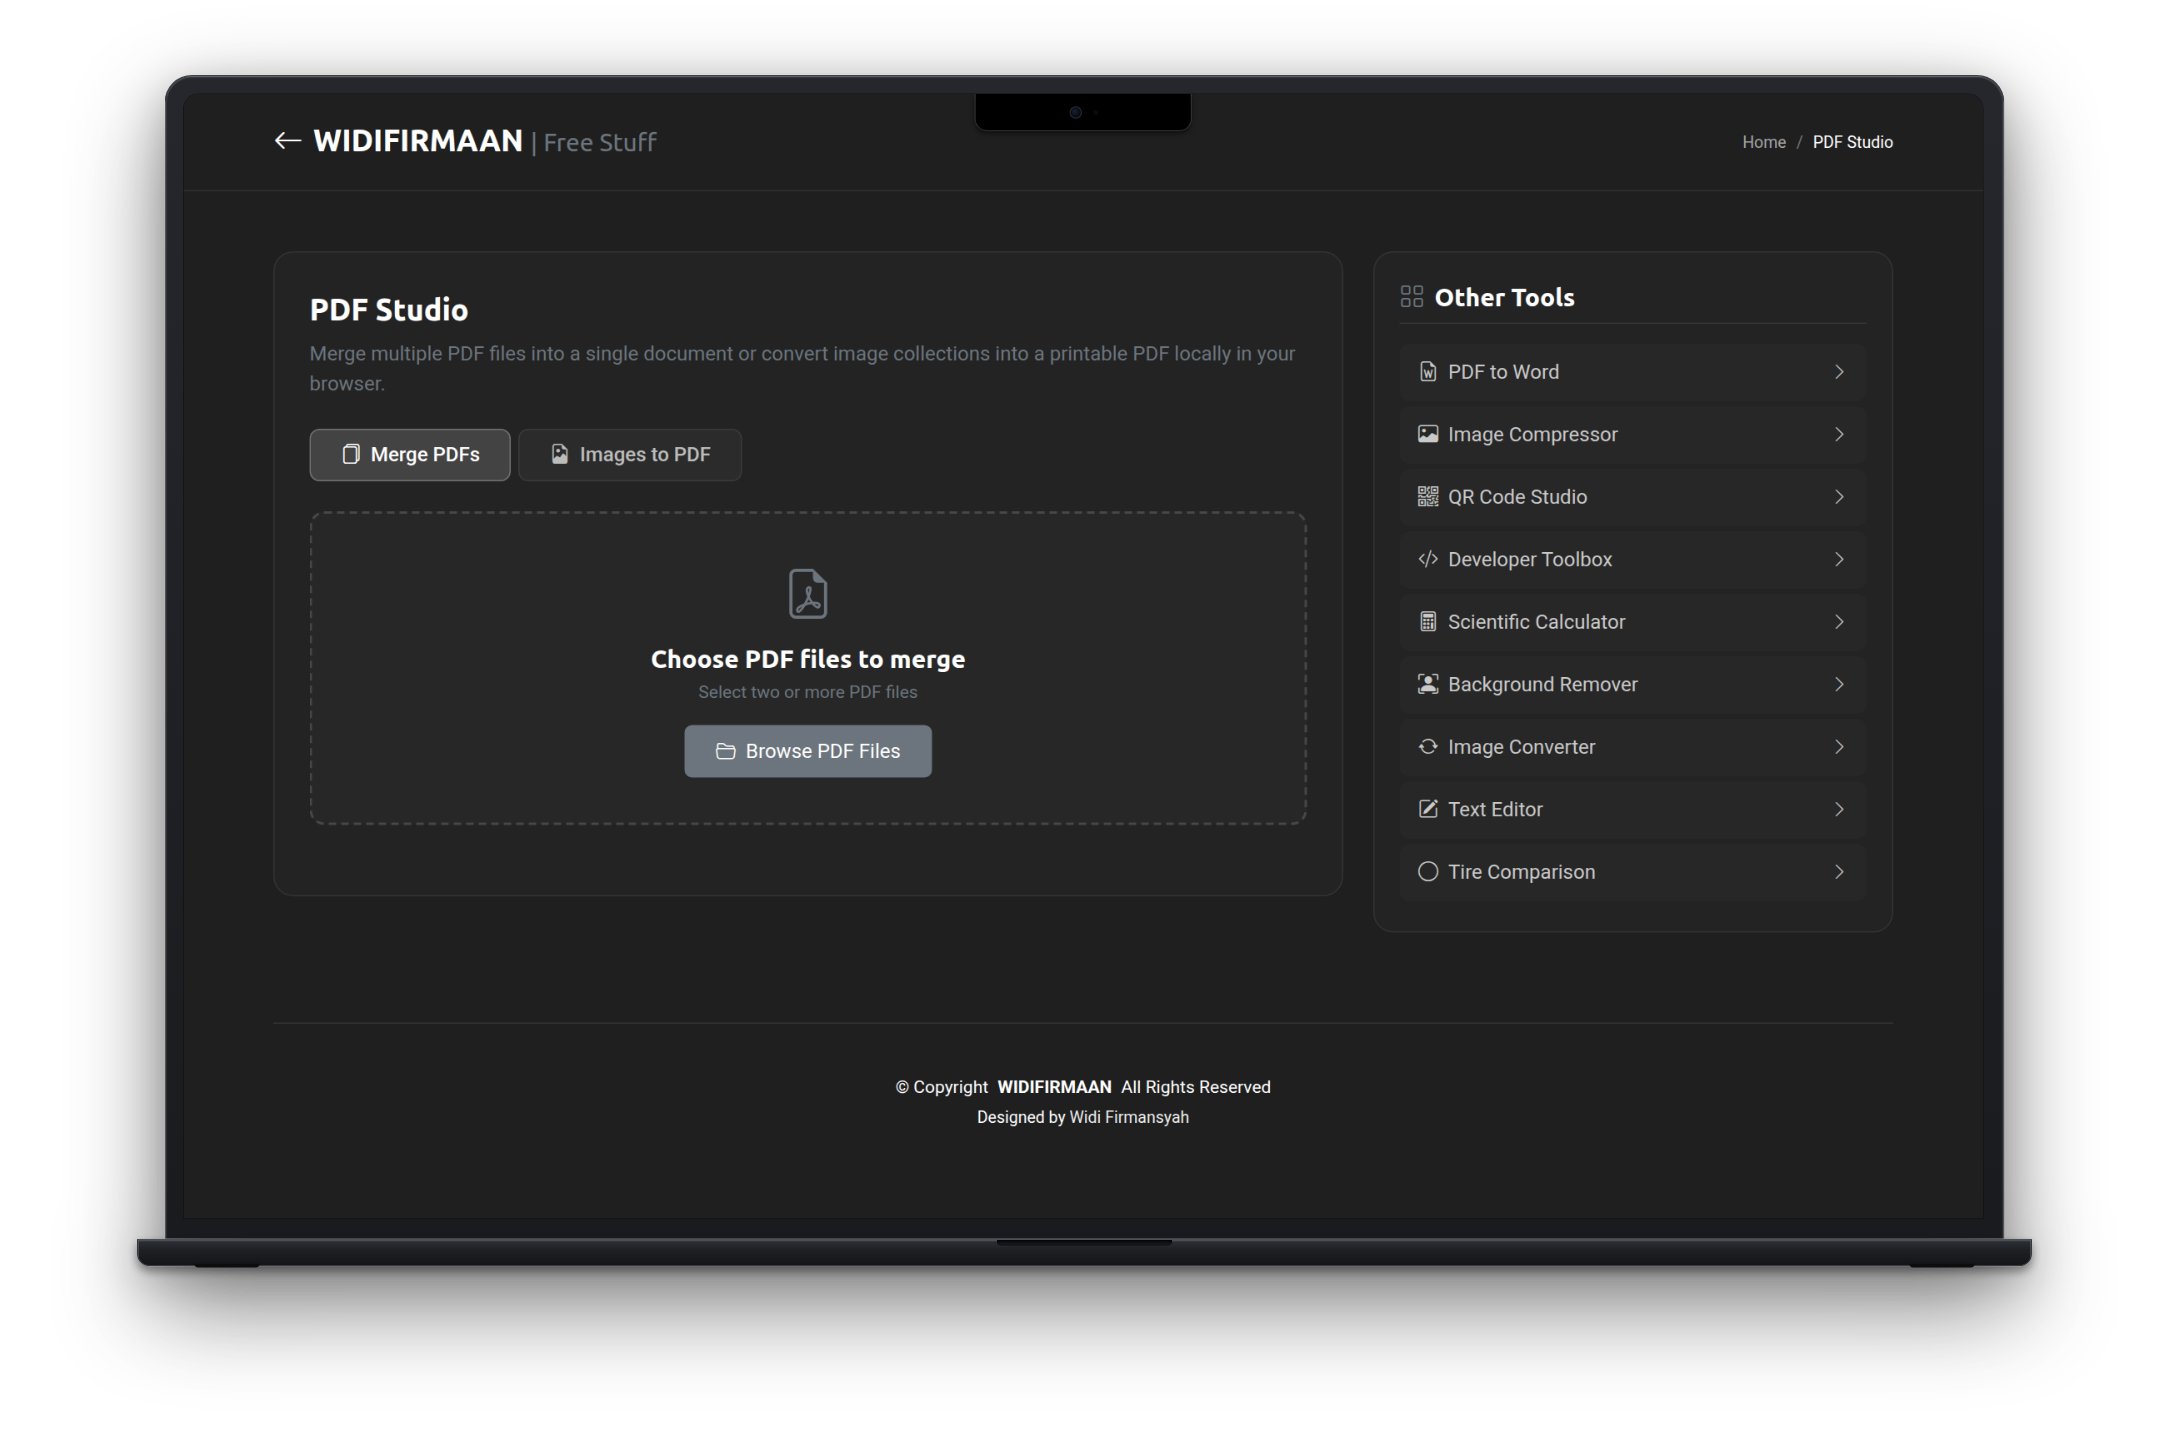 WIDIFIRMAAN | Free Stuff
Home / PDF Studio
PDF Studio
Merge multiple PDF files into a single document or convert image collections into a printable PDF locally in your
browser.
Merge PDFs
Images to PDF
Choose PDF files to merge
Select two or more PDF files
Browse PDF Files
Other Tools
PDF to Word
Image Compressor
QR Code Studio
Developer Toolbox
Scientific Calculator
Background Remover
Image Converter
Text Editor
Tire Comparison
© Copyright WIDIFIRMAAN All Rights Reserved
Designed by Widi Firmansyah